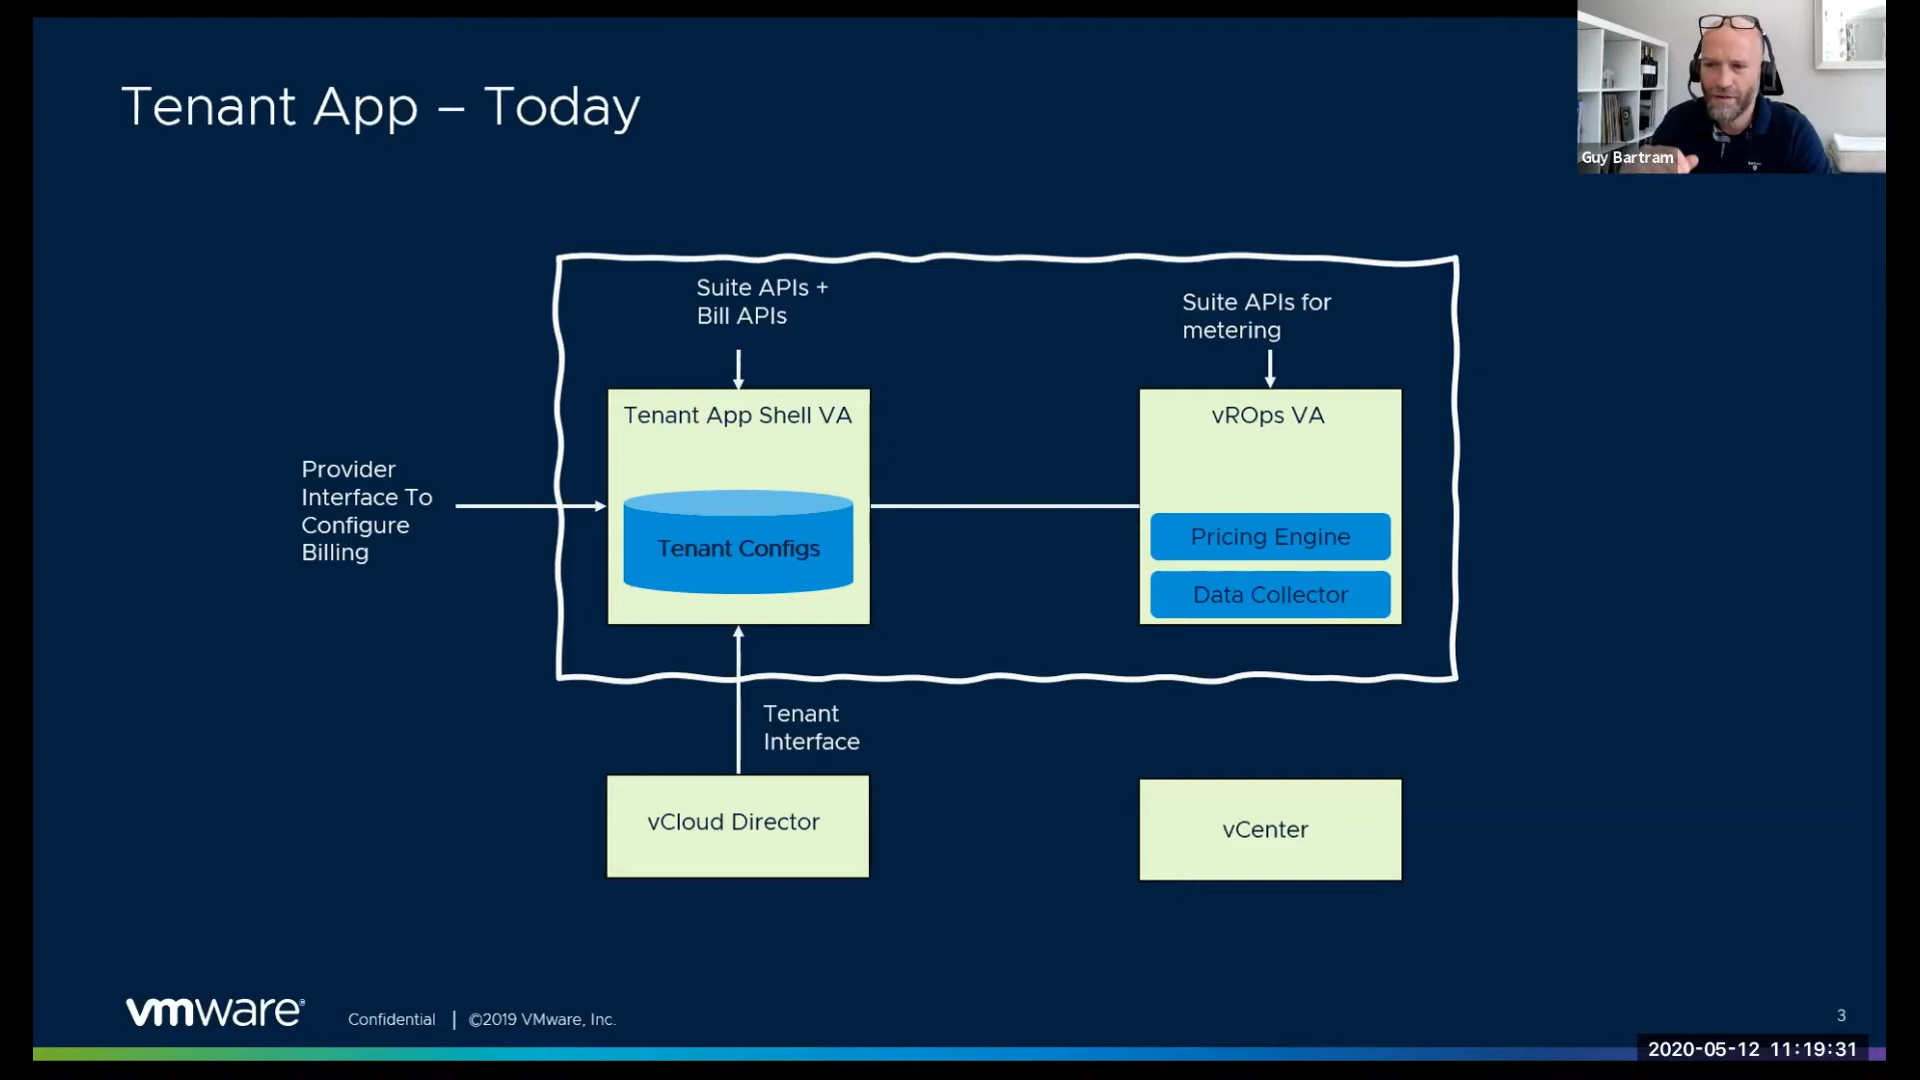 Tenant App – Today
Guy Bartram
Suite APIs +
Bill APIs
Suite APIs for
metering
Tenant App Shell VA
vROps VA
Provider
Interface To
Configure
Billing
Tenant Configs
Pricing Engine
Data Collector
Tenant
Interface
vCloud Director
vCenter
vmware®
Confidential | ©2019 VMware, Inc.
3
2020-05-12 11:19:31